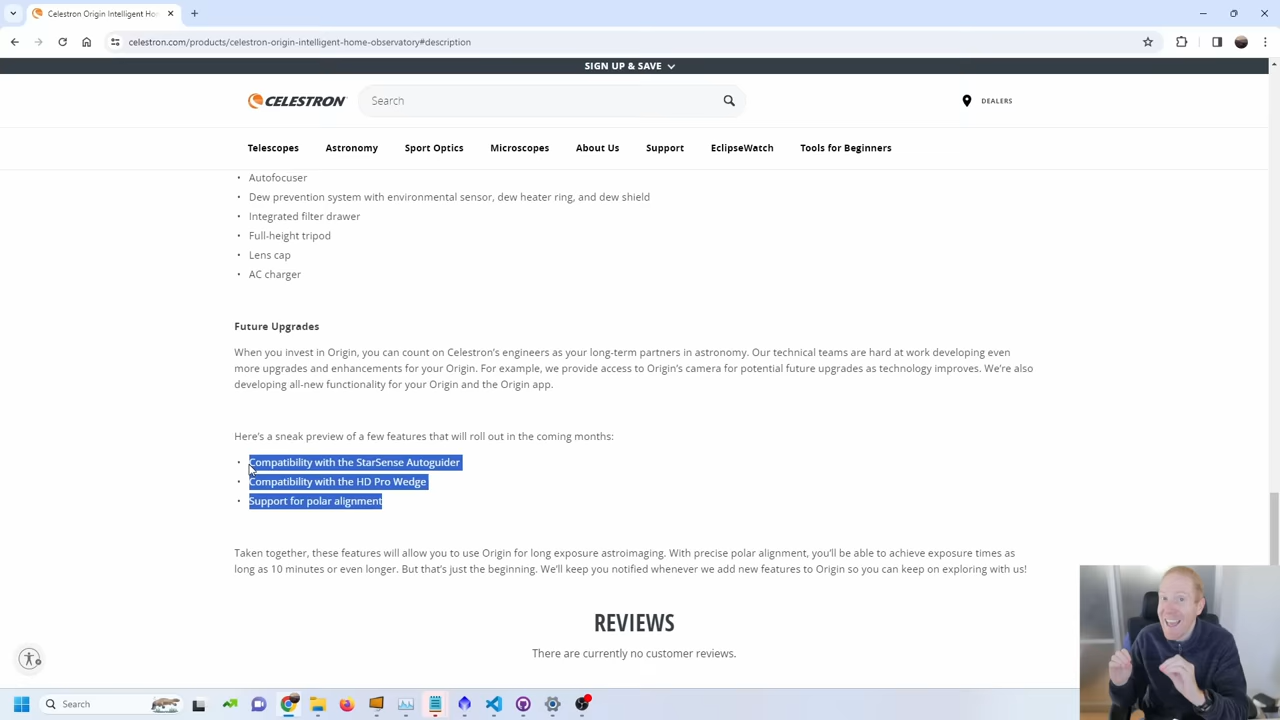 Celestron Origin Intelligent Ho
celestron.com/products/celestron-origin-intelligent-home-observatory#description
SIGN UP & SAVE
CELESTRON
Search
DEALERS
Telescopes
Astronomy
Sport Optics
Microscopes
About Us
Support
EclipseWatch
Tools for Beginners
• Autofocuser
• Dew prevention system with environmental sensor, dew heater ring, and dew shield
• Integrated filter drawer
• Full-height tripod
• Lens cap
• AC charger
Future Upgrades
When you invest in Origin, you can count on Celestron's engineers as your long-term partners in astronomy. Our technical teams are hard at work developing even
more upgrades and enhancements for your Origin. For example, we provide access to Origin's camera for potential future upgrades as technology improves. We're also
developing all-new functionality for your Origin and the Origin app.
Here's a sneak preview of a few features that will roll out in the coming months:
• Compatibility with the StarSense Autoguider
• Compatibility with the HD Pro Wedge
• Support for polar alignment
Taken together, these features will allow you to use Origin for long exposure astroimaging. With precise polar alignment, you'll be able to achieve exposure times as
long as 10 minutes or even longer. But that's just the beginning. We'll keep you notified whenever we add new features to Origin so you can keep on exploring with us!
REVIEWS
There are currently no customer reviews.
Search